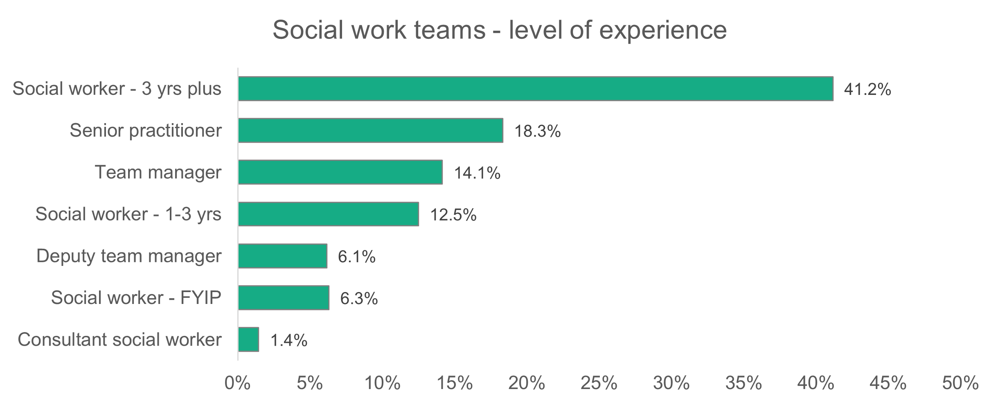 Social work teams - level of experience
Social worker - 3 yrs plus 41.2%
Senior practitioner 18.3%
Team manager 14.1%
Social worker - 1-3 yrs 12.5%
Deputy team manager 6.1%
Social worker - FYIP 6.3%
Consultant social worker 1.4%
0% 5% 10% 15% 20% 25% 30% 35% 40% 45% 50%